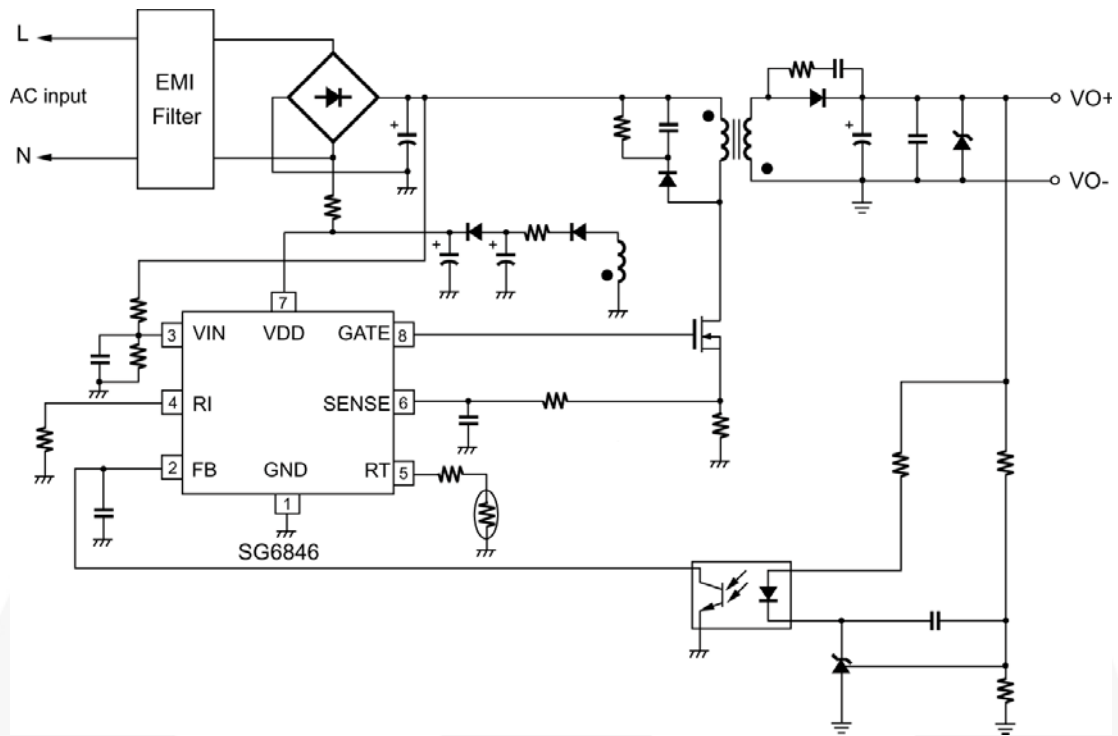 L
AC input
N
EMI
Filter
VO+
VO-
+
+
+
+
7
VDD
3
VIN
GATE
8
4
RI
SENSE
6
2
FB
GND
RT
5
1
SG6846